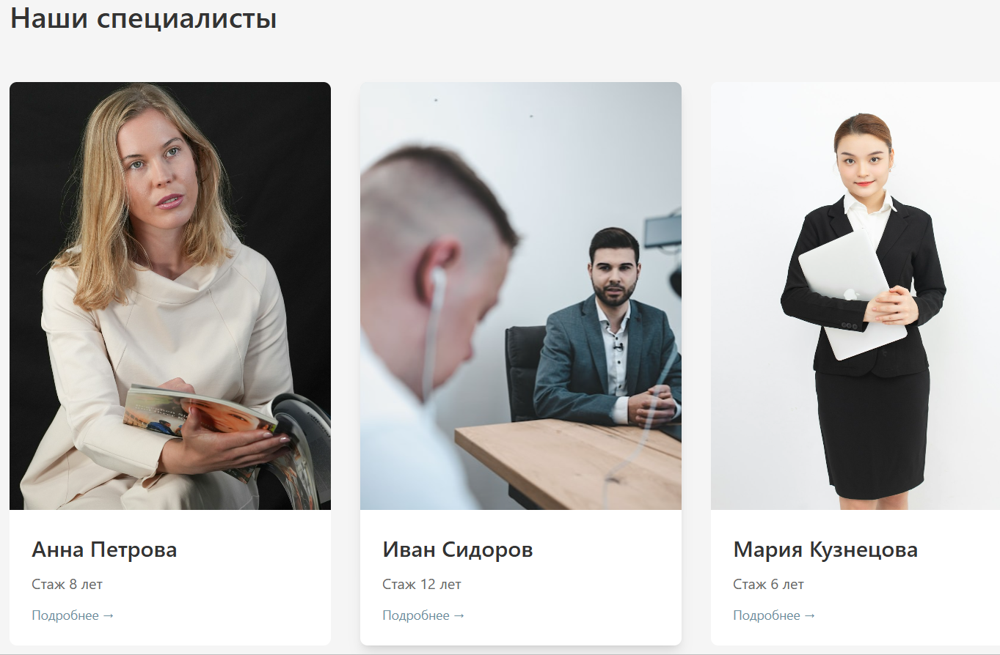 Наши специалисты
Анна Петрова
Стаж 8 лет
Подробнее →
Иван Сидоров
Стаж 12 лет
Подробнее →
Мария Кузнецова
Стаж 6 лет
Подробнее →